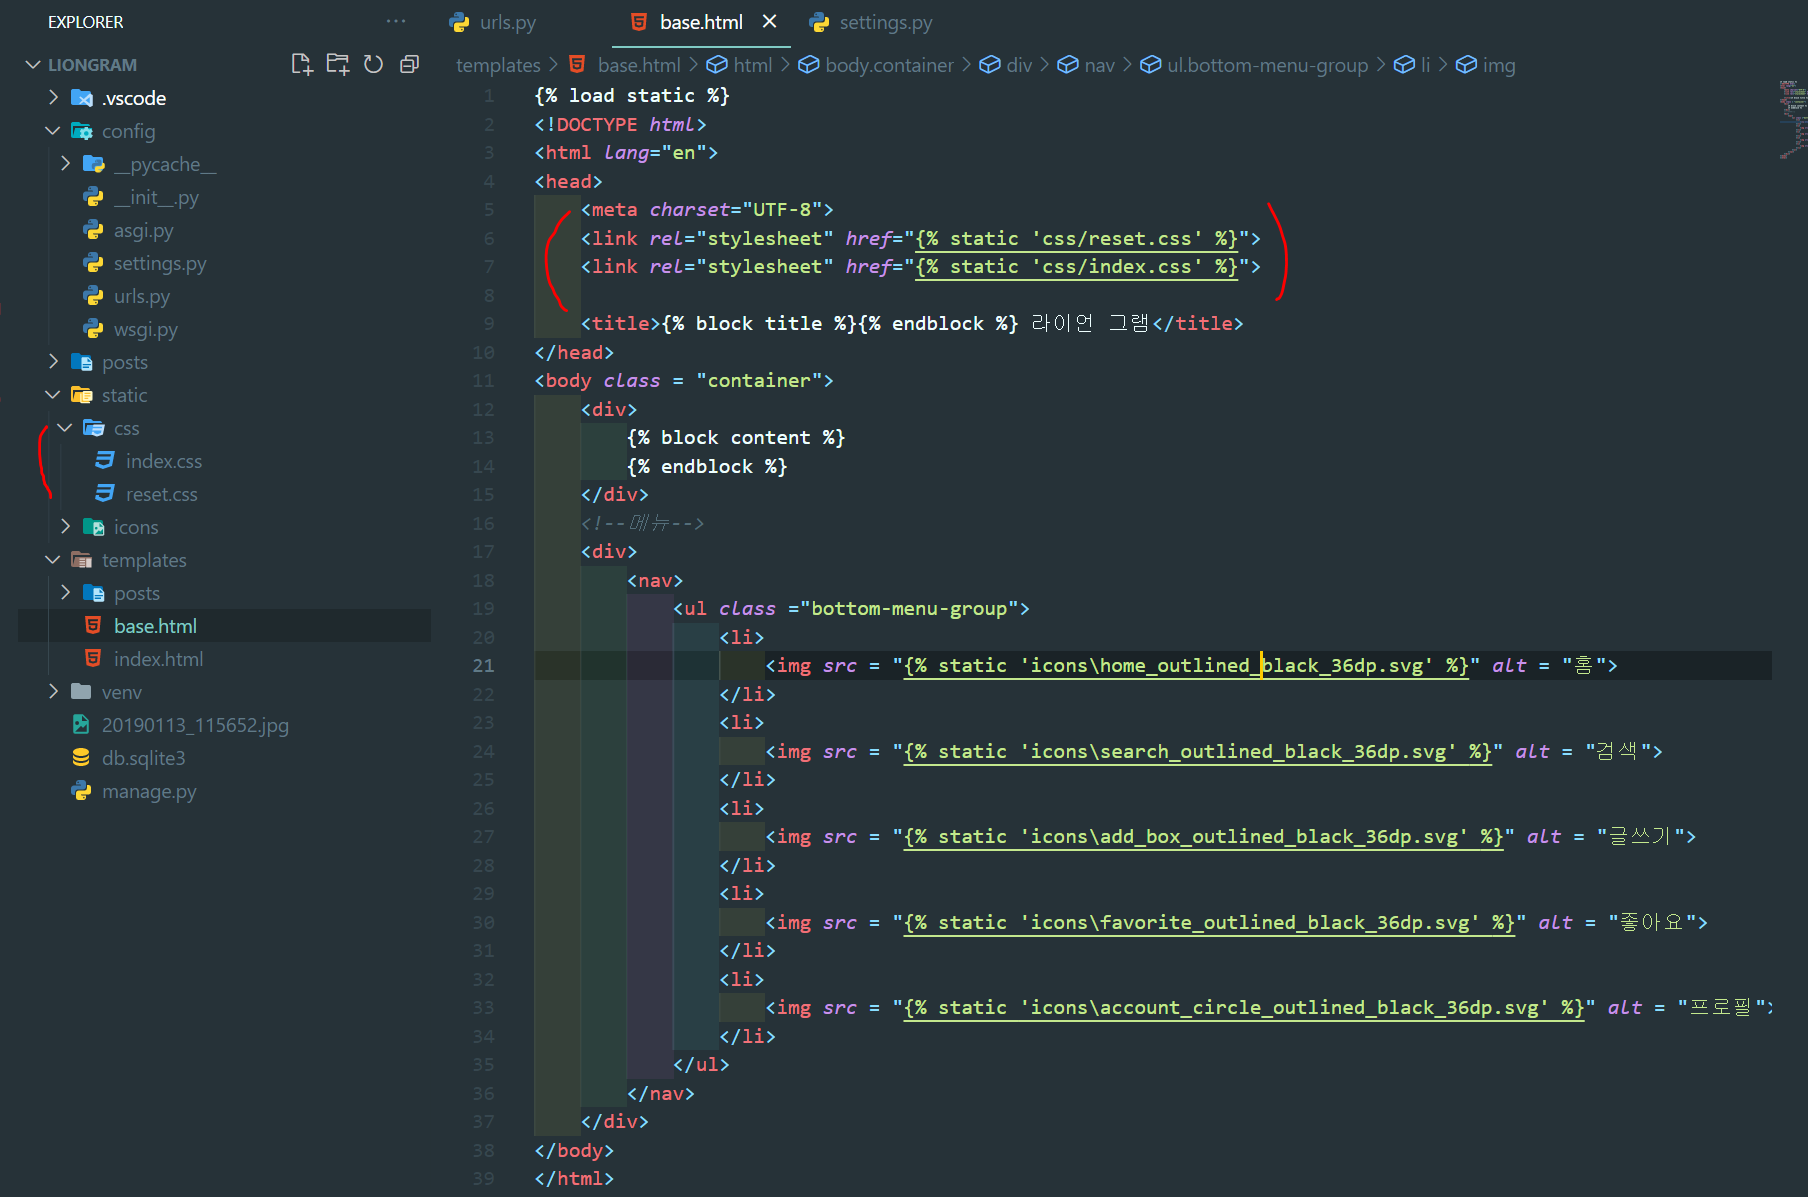 EXPLORER
LIONGRAM
.vscode
config
__pycache__
__init__.py
asgi.py
settings.py
urls.py
wsgi.py
posts
static
css
index.css
reset.css
icons
templates
posts
base.html
index.html
venv
20190113_115652.jpg
db.sqlite3
manage.py
urls.py base.html settings.py
templates > base.html > html > body.container > div > nav > ul.bottom-menu-group > li > img
1 {% load static %}
2 <!DOCTYPE html>
3 <html lang="en">
4 <head>
5 <meta charset="UTF-8">
6 <link rel="stylesheet" href="{% static 'css/reset.css' %}">
7 <link rel="stylesheet" href="{% static 'css/index.css' %}">
8
9 <title>{% block title %}{% endblock %} 라이언 그램</title>
10 </head>
11 <body class = "container">
12 <div>
13 {% block content %}
14 {% endblock %}
15 </div>
16 <!--메뉴-->
17 <div>
18 <nav>
19 <ul class ="bottom-menu-group">
20 <li>
21 <img src = "{% static 'icons\home_outlined_black_36dp.svg' %}" alt = "홈">
22 </li>
23 <li>
24 <img src = "{% static 'icons\search_outlined_black_36dp.svg' %}" alt = "검색">
25 </li>
26 <li>
27 <img src = "{% static 'icons\add_box_outlined_black_36dp.svg' %}" alt = "글쓰기">
28 </li>
29 <li>
30 <img src = "{% static 'icons\favorite_outlined_black_36dp.svg' %}" alt = "좋아요">
31 </li>
32 <li>
33 <img src = "{% static 'icons\account_circle_outlined_black_36dp.svg' %}" alt = "프로필">
34 </li>
35 </ul>
36 </nav>
37 </div>
38 </body>
39 </html>